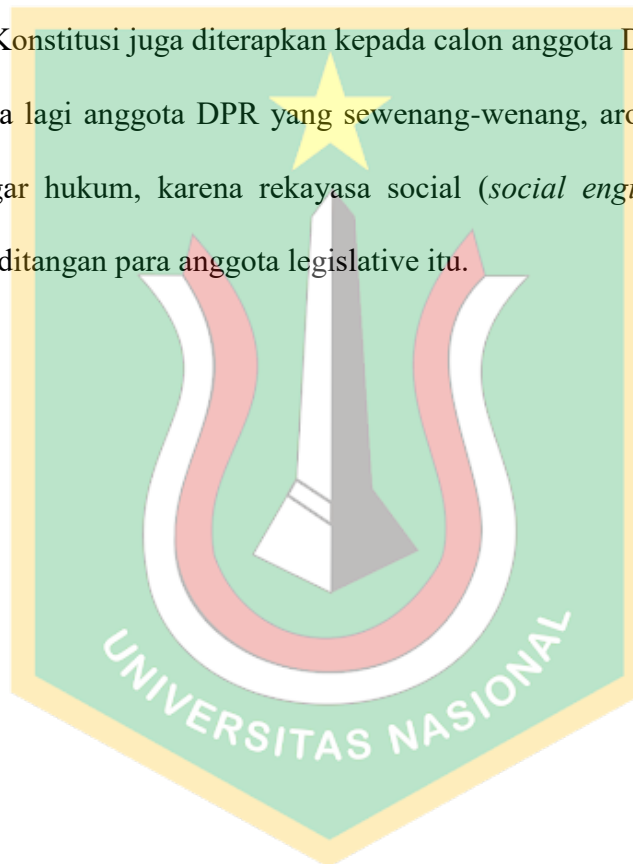 Konstitusi juga diterapkan kepada calon anggota D
a lagi anggota DPR yang sewenang-wenang, aro
gar hukum, karena rekayasa social (social engi
ditangan para anggota legislative itu.
UNIVERSITAS NASIONAL